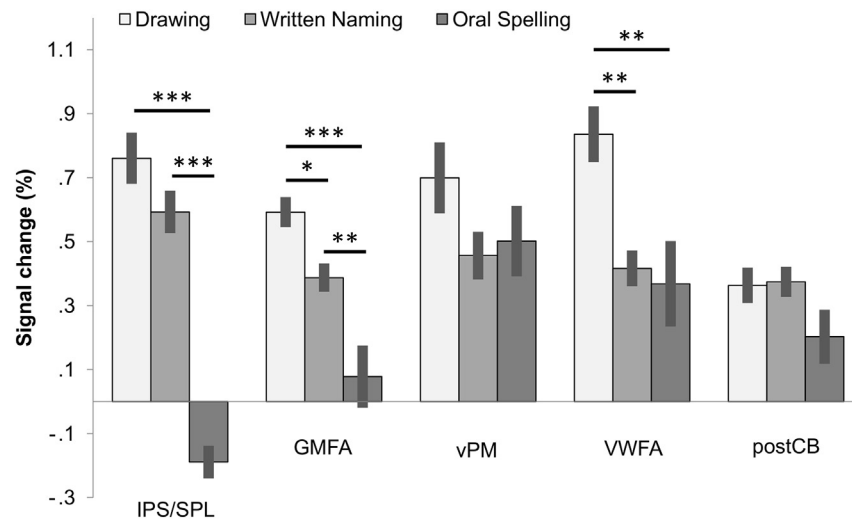 Drawing Written Naming Oral Spelling
Signal change (%)
1.1
.9
.7
.5
.3
.1
-.1
-.3
*** ***
*** * **
** **
IPS/SPL
GMFA
vPM
VWFA
postCB